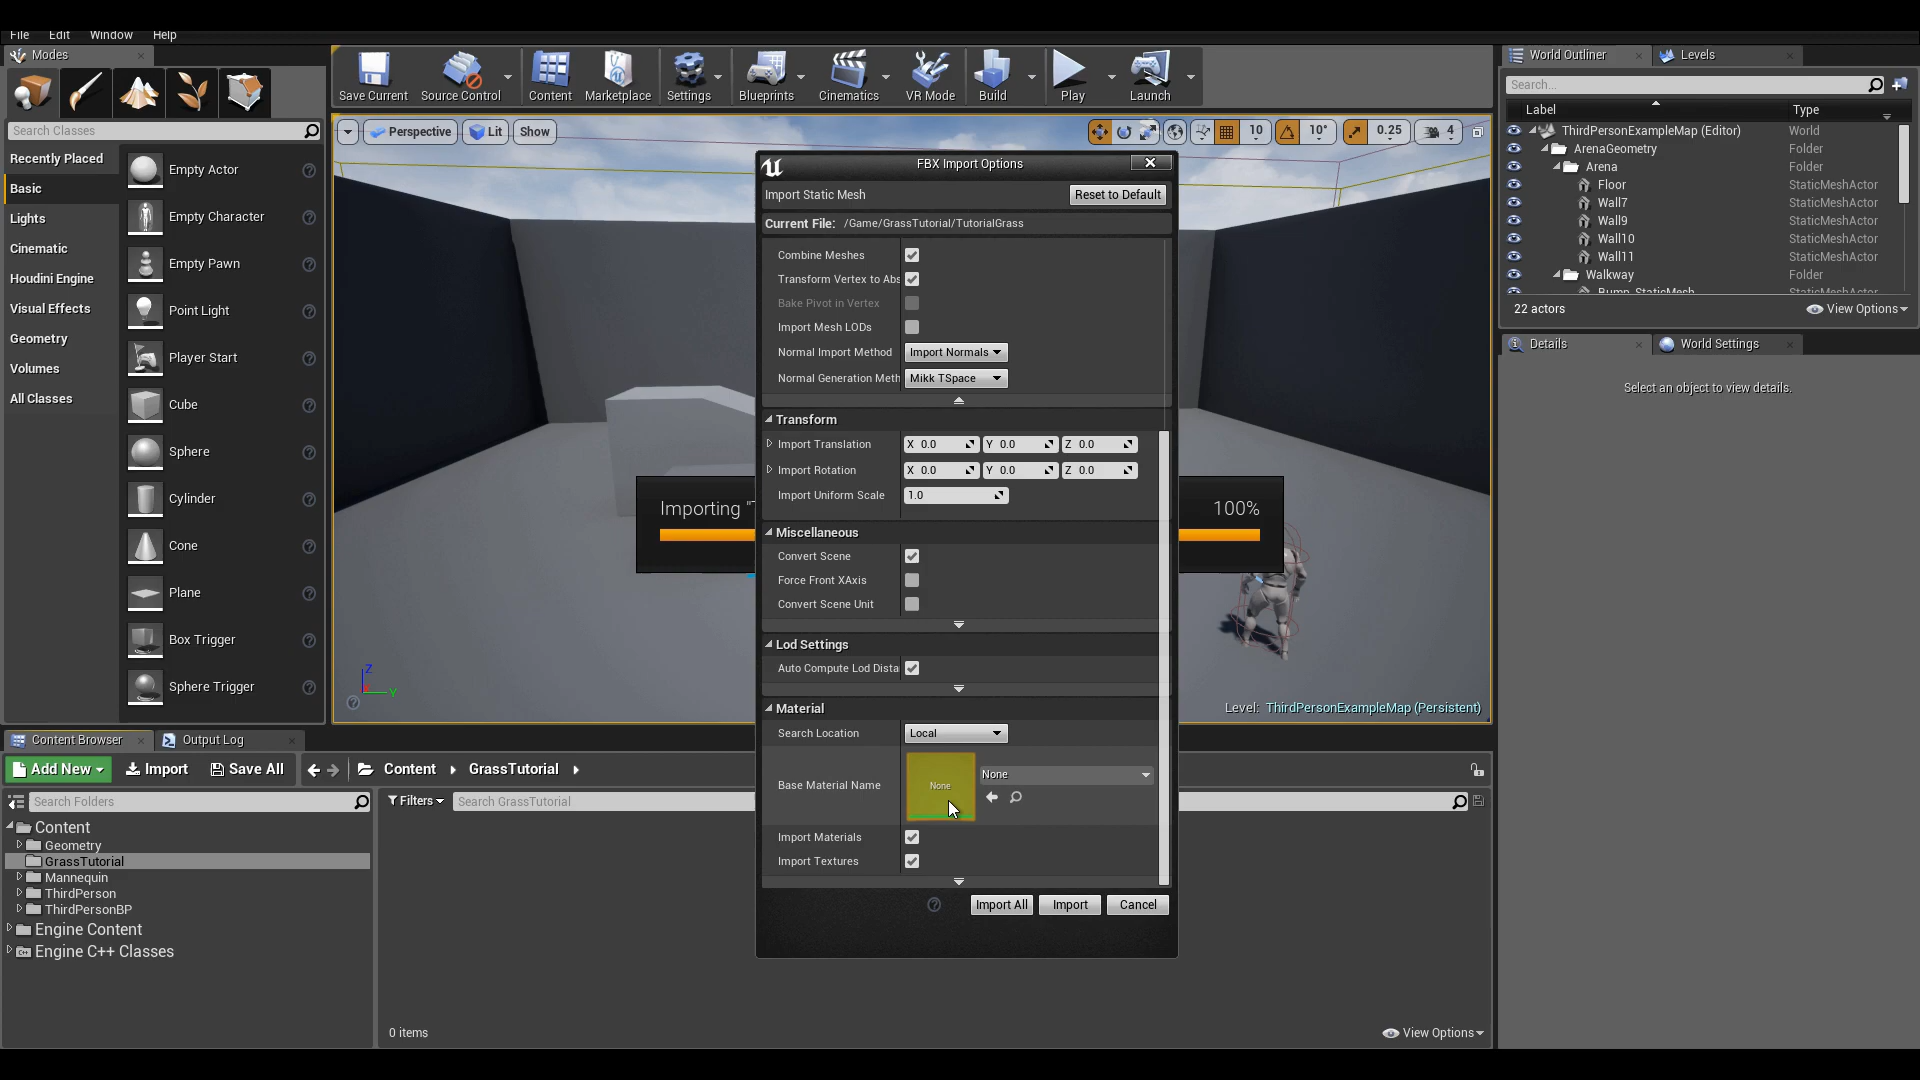 File Edit Window Help
Modes
Save Current
Source Control
Content
Marketplace
Settings
Blueprints
Cinematics
VR Mode
Build
Play
Launch
Search Classes
Recently Placed
Basic
Lights
Cinematic
Houdini Engine
Visual Effects
Geometry
Volumes
All Classes
Empty Actor
Empty Character
Empty Pawn
Point Light
Player Start
Cube
Sphere
Cylinder
Cone
Plane
Box Trigger
Sphere Trigger
Perspective Lit Show
10 10° 0.25 4
FBX Import Options
Import Static Mesh Reset to Default
Current File: /Game/GrassTutorial/TutorialGrass
Combine Meshes
Transform Vertex to Abs
Bake Pivot in Vertex
Import Mesh LODs
Normal Import Method Import Normals
Normal Generation Meth Mikk TSpace
Transform
Import Translation X 0.0 Y 0.0 Z 0.0
Import Rotation X 0.0 Y 0.0 Z 0.0
Import Uniform Scale 1.0
Miscellaneous
Convert Scene
Force Front XAxis
Convert Scene Unit
Lod Settings
Auto Compute Lod Dista
Material
Search Location Local
Base Material Name None None
Import Materials
Import Textures
Import All Import Cancel
Importing "T 100%
Z
Y
Level: ThirdPersonExampleMap (Persistent)
World Outliner Levels
Search...
Label Type
ThirdPersonExampleMap (Editor) World
ArenaGeometry Folder
Arena Folder
Floor StaticMeshActor
Wall7 StaticMeshActor
Wall9 StaticMeshActor
Wall10 StaticMeshActor
Wall11 StaticMeshActor
Walkway Folder
Bump_StaticMesh StaticMeshActor
22 actors View Options
Details World Settings
Select an object to view details.
Content Browser Output Log
Add New Import Save All Content GrassTutorial
Search Folders Filters Search GrassTutorial
Content
Geometry
GrassTutorial
Mannequin
ThirdPerson
ThirdPersonBP
Engine Content
Engine C++ Classes
0 items View Options